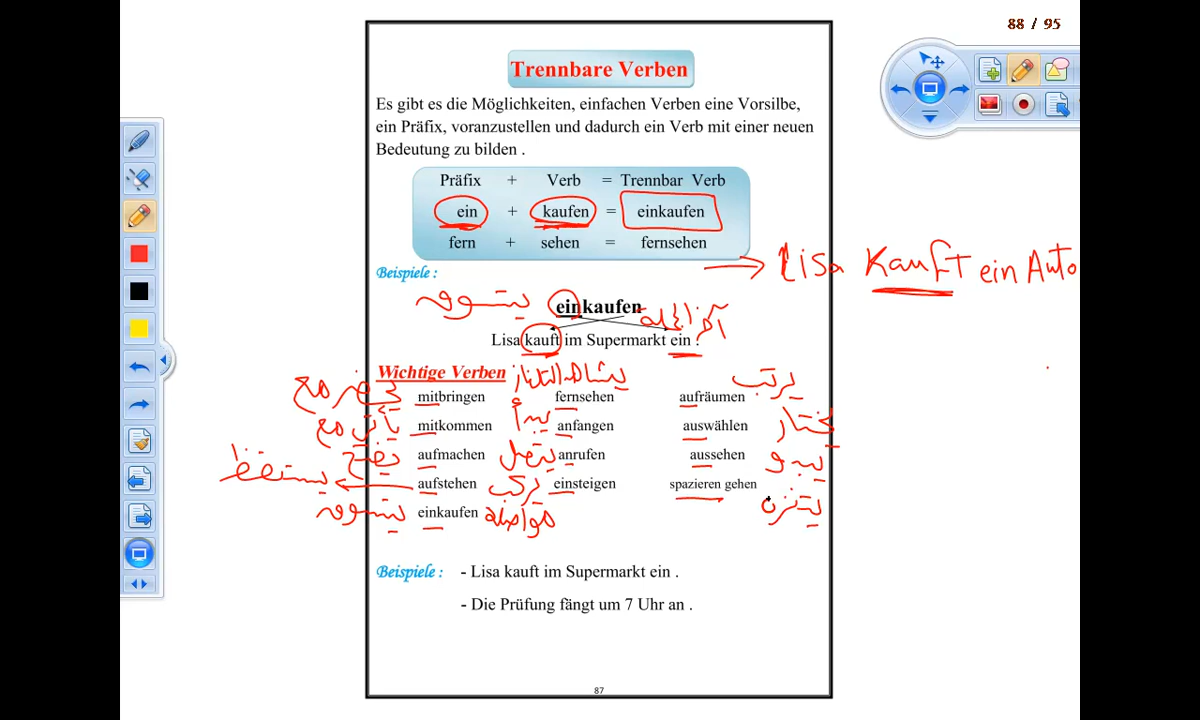 88 / 95
Trennbare Verben
Es gibt es die Möglichkeiten, einfachen Verben eine Vorsilbe,
ein Präfix, voranzustellen und dadurch ein Verb mit einer neuen
Bedeutung zu bilden .
Präfix + Verb = Trennbar Verb
ein + kaufen = einkaufen
fern + sehen = fernsehen
Lisa kauft ein Auto
Beispiele :
يتسوق einkaufen آخر الجملة
Lisa kauft im Supermarkt ein .
Wichtige Verben
يحضر مع mitbringen يشاهد التلفاز fernsehen aufräumen يرتب
يأتي مع mitkommen يبدأ anfangen auswählen يختار
يفتح aufmachen يتصل anrufen aussehen يبدو
يستيقظ aufstehen يركب einsteigen spazieren gehen يتنزه
يتسوق einkaufen مواصلة
Beispiele : - Lisa kauft im Supermarkt ein .
- Die Prüfung fängt um 7 Uhr an .
87